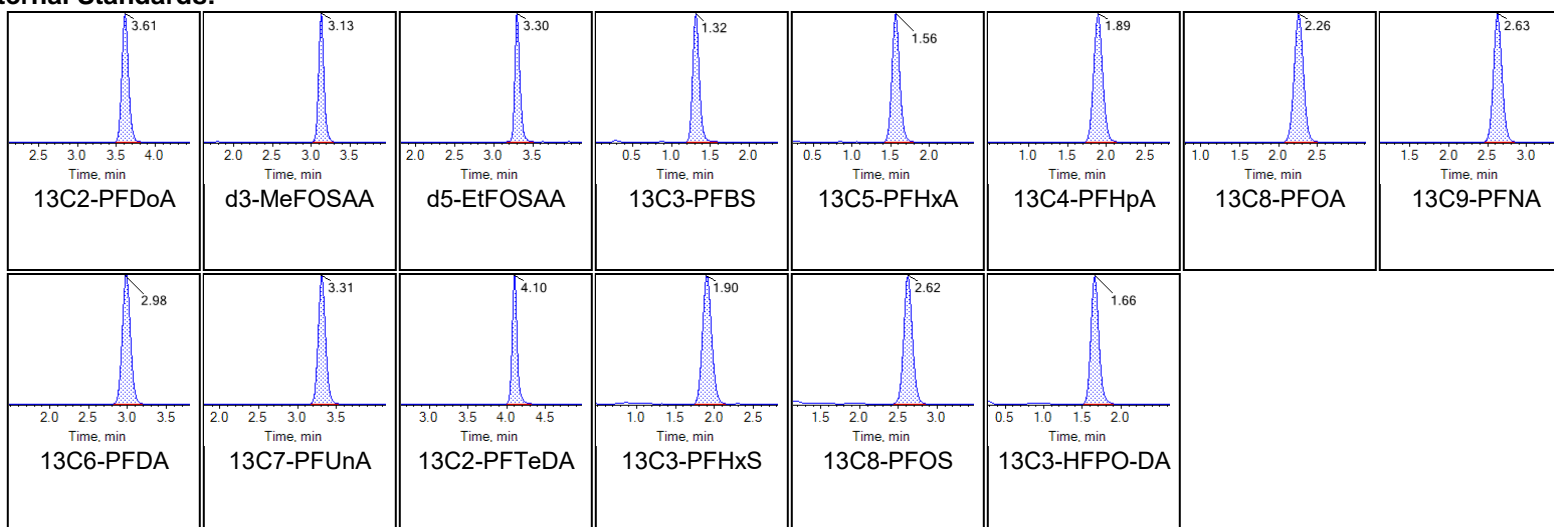 ternal Standards:
3.61
2.5 3.0 3.5 4.0
Time, min
13C2-PFDoA
3.13
2.0 2.5 3.0 3.5
Time, min
d3-MeFOSAA
3.30
2.0 2.5 3.0 3.5
Time, min
d5-EtFOSAA
1.32
0.5 1.0 1.5 2.0
Time, min
13C3-PFBS
1.56
0.5 1.0 1.5 2.0
Time, min
13C5-PFHxA
1.89
1.0 1.5 2.0 2.5
Time, min
13C4-PFHpA
2.26
1.0 1.5 2.0 2.5
Time, min
13C8-PFOA
2.63
1.5 2.0 2.5 3.0
Time, min
13C9-PFNA
2.98
2.0 2.5 3.0 3.5
Time, min
13C6-PFDA
3.31
2.0 2.5 3.0 3.5
Time, min
13C7-PFUnA
4.10
3.0 3.5 4.0 4.5
Time, min
13C2-PFTeDA
1.90
1.0 1.5 2.0 2.5
Time, min
13C3-PFHxS
2.62
1.5 2.0 2.5 3.0
Time, min
13C8-PFOS
1.66
0.5 1.0 1.5 2.0
Time, min
13C3-HFPO-DA